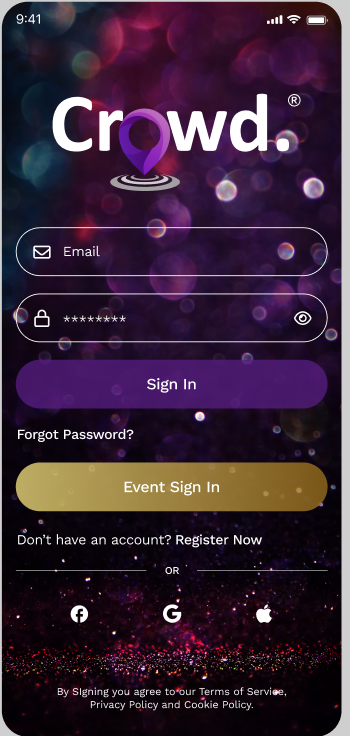 9:41
Crowd.®
Email
********
Sign In
Forgot Password?
Event Sign In
Don't have an account? Register Now
OR
By SIgning you agree to our Terms of Service,
Privacy Policy and Cookie Policy.